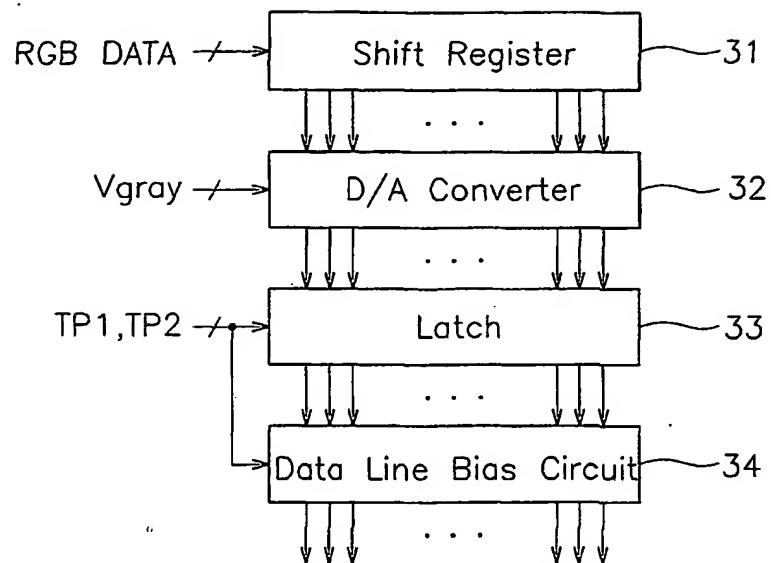 RGB DATA Shift Register 31
. . .
Vgray D/A Converter 32
. . .
TP1,TP2 Latch 33
. . .
Data Line Bias Circuit 34
. . .